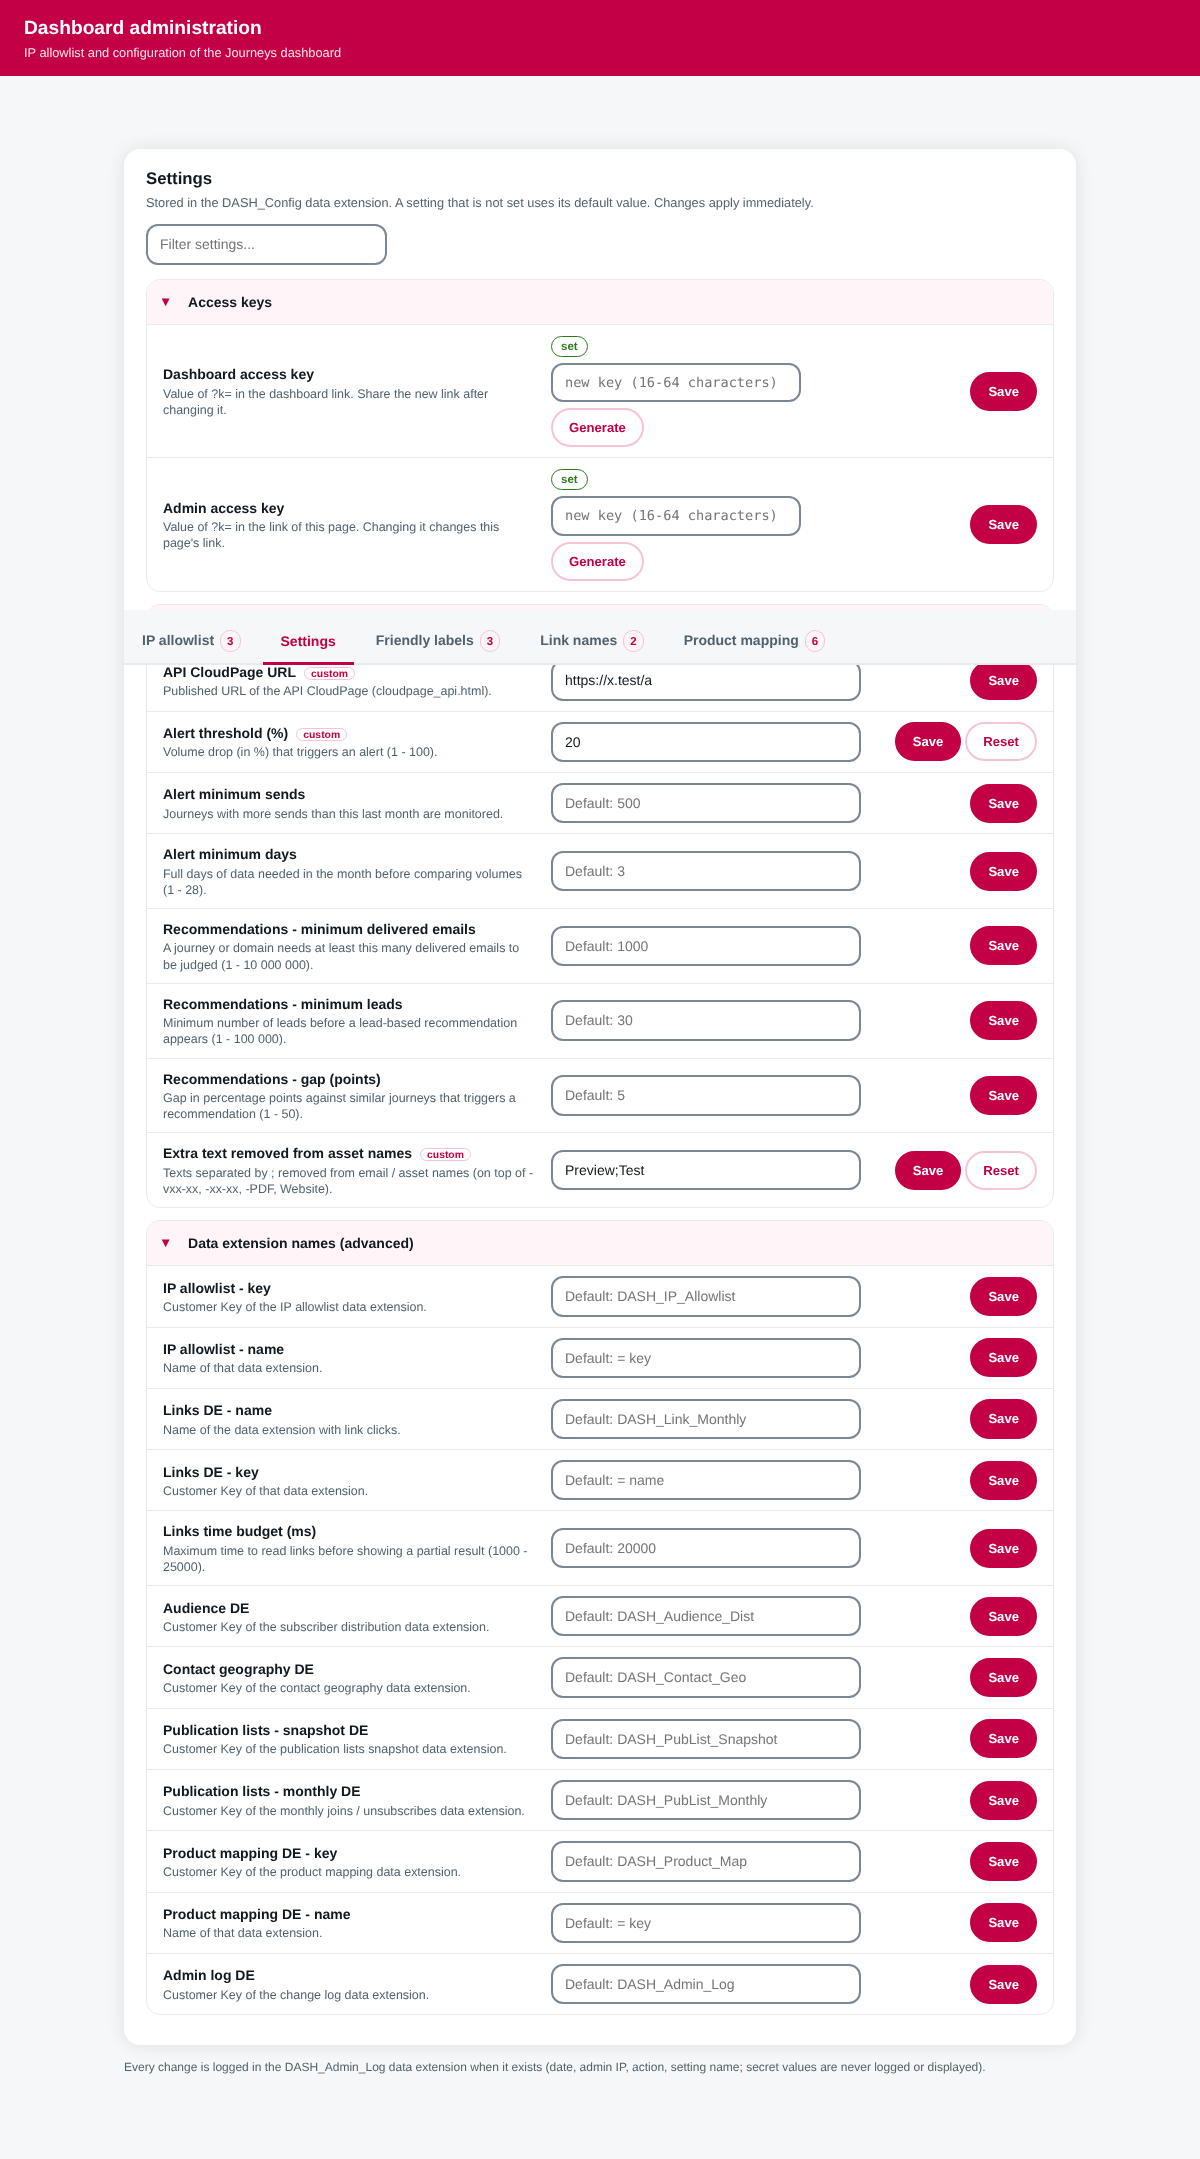 Dashboard administration
IP allowlist and configuration of the Journeys dashboard
Settings
Stored in the DASH_Config data extension. A setting that is not set uses its default value. Changes apply immediately.
Filter settings...
▼ Access keys
set
Dashboard access key
Value of ?k= in the dashboard link. Share the new link after
changing it.
new key (16-64 characters)
Generate
Save
set
Admin access key
Value of ?k= in the link of this page. Changing it changes this
page's link.
new key (16-64 characters)
Generate
Save
IP allowlist 3 Settings Friendly labels 3 Link names 2 Product mapping 6
API CloudPage URL custom
Published URL of the API CloudPage (cloudpage_api.html).
https://x.test/a
Save
Alert threshold (%) custom
Volume drop (in %) that triggers an alert (1 - 100).
20
Save Reset
Alert minimum sends
Journeys with more sends than this last month are monitored.
Default: 500
Save
Alert minimum days
Full days of data needed in the month before comparing volumes
(1 - 28).
Default: 3
Save
Recommendations - minimum delivered emails
A journey or domain needs at least this many delivered emails to
be judged (1 - 10 000 000).
Default: 1000
Save
Recommendations - minimum leads
Minimum number of leads before a lead-based recommendation
appears (1 - 100 000).
Default: 30
Save
Recommendations - gap (points)
Gap in percentage points against similar journeys that triggers a
recommendation (1 - 50).
Default: 5
Save
Extra text removed from asset names custom
Texts separated by ; removed from email / asset names (on top of -
vxx-xx, -xx-xx, -PDF, Website).
Preview;Test
Save Reset
▼ Data extension names (advanced)
IP allowlist - key
Customer Key of the IP allowlist data extension.
Default: DASH_IP_Allowlist
Save
IP allowlist - name
Name of that data extension.
Default: = key
Save
Links DE - name
Name of the data extension with link clicks.
Default: DASH_Link_Monthly
Save
Links DE - key
Customer Key of that data extension.
Default: = name
Save
Links time budget (ms)
Maximum time to read links before showing a partial result (1000 -
25000).
Default: 20000
Save
Audience DE
Customer Key of the subscriber distribution data extension.
Default: DASH_Audience_Dist
Save
Contact geography DE
Customer Key of the contact geography data extension.
Default: DASH_Contact_Geo
Save
Publication lists - snapshot DE
Customer Key of the publication lists snapshot data extension.
Default: DASH_PubList_Snapshot
Save
Publication lists - monthly DE
Customer Key of the monthly joins / unsubscribes data extension.
Default: DASH_PubList_Monthly
Save
Product mapping DE - key
Customer Key of the product mapping data extension.
Default: DASH_Product_Map
Save
Product mapping DE - name
Name of that data extension.
Default: = key
Save
Admin log DE
Customer Key of the change log data extension.
Default: DASH_Admin_Log
Save
Every change is logged in the DASH_Admin_Log data extension when it exists (date, admin IP, action, setting name; secret values are never logged or displayed).